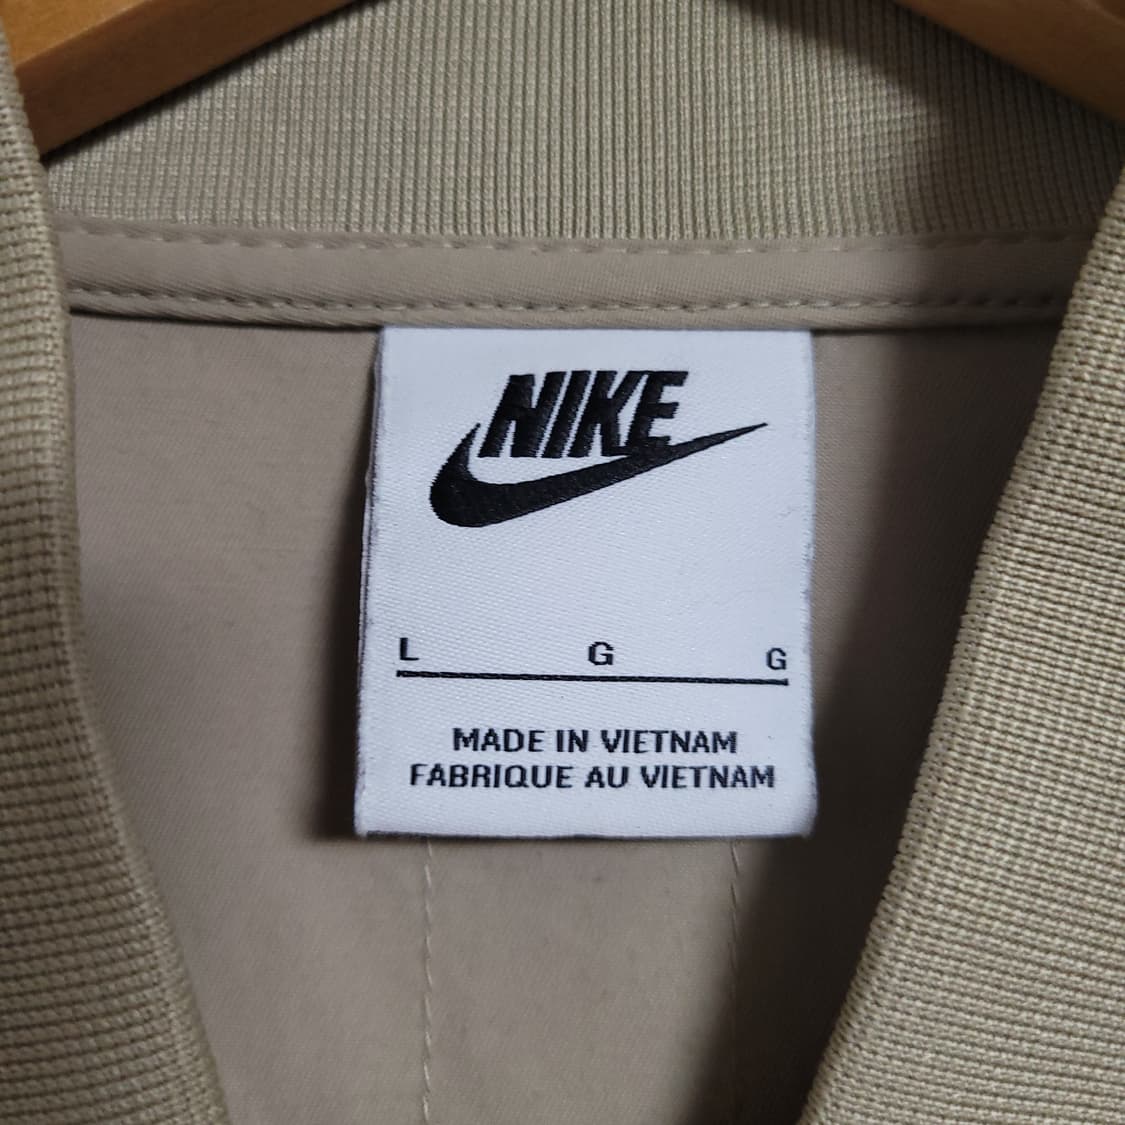 NIKE
L G G
MADE IN VIETNAM
FABRIQUE AU VIETNAM